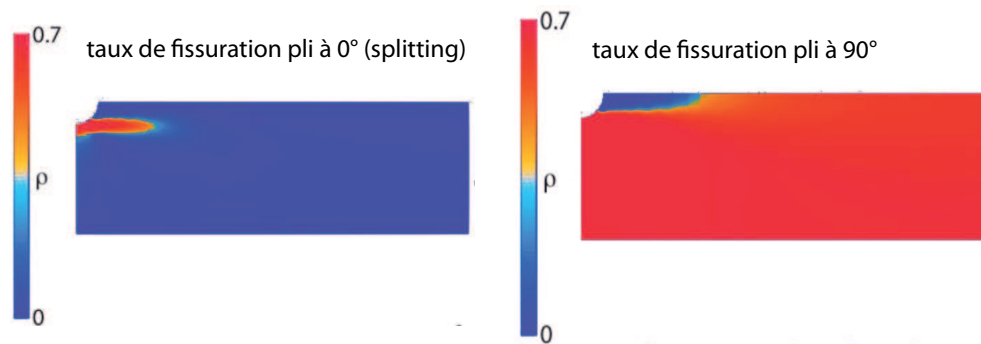 0.7
taux de fissuration pli à 0° (splitting)
ρ
0
0.7
taux de fissuration pli à 90°
ρ
0